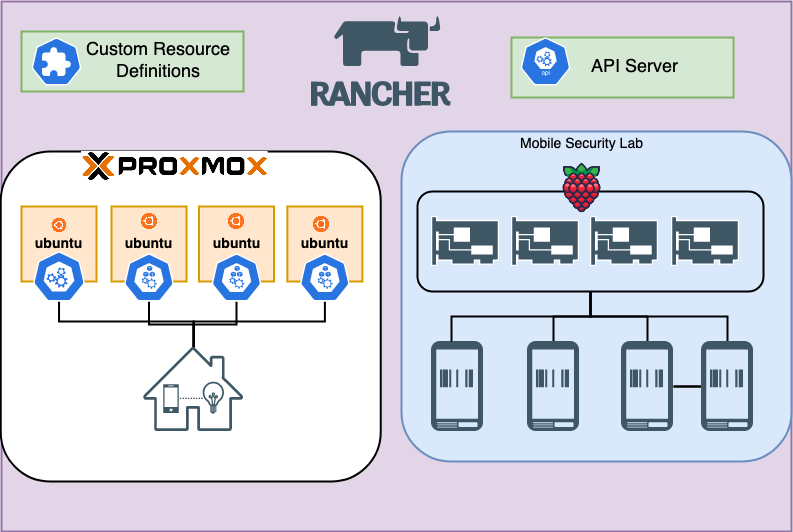 Custom Resource
Definitions
RANCHER
api
API Server
PROXMOX
Mobile Security Lab
ubuntu
ubuntu
ubuntu
ubuntu